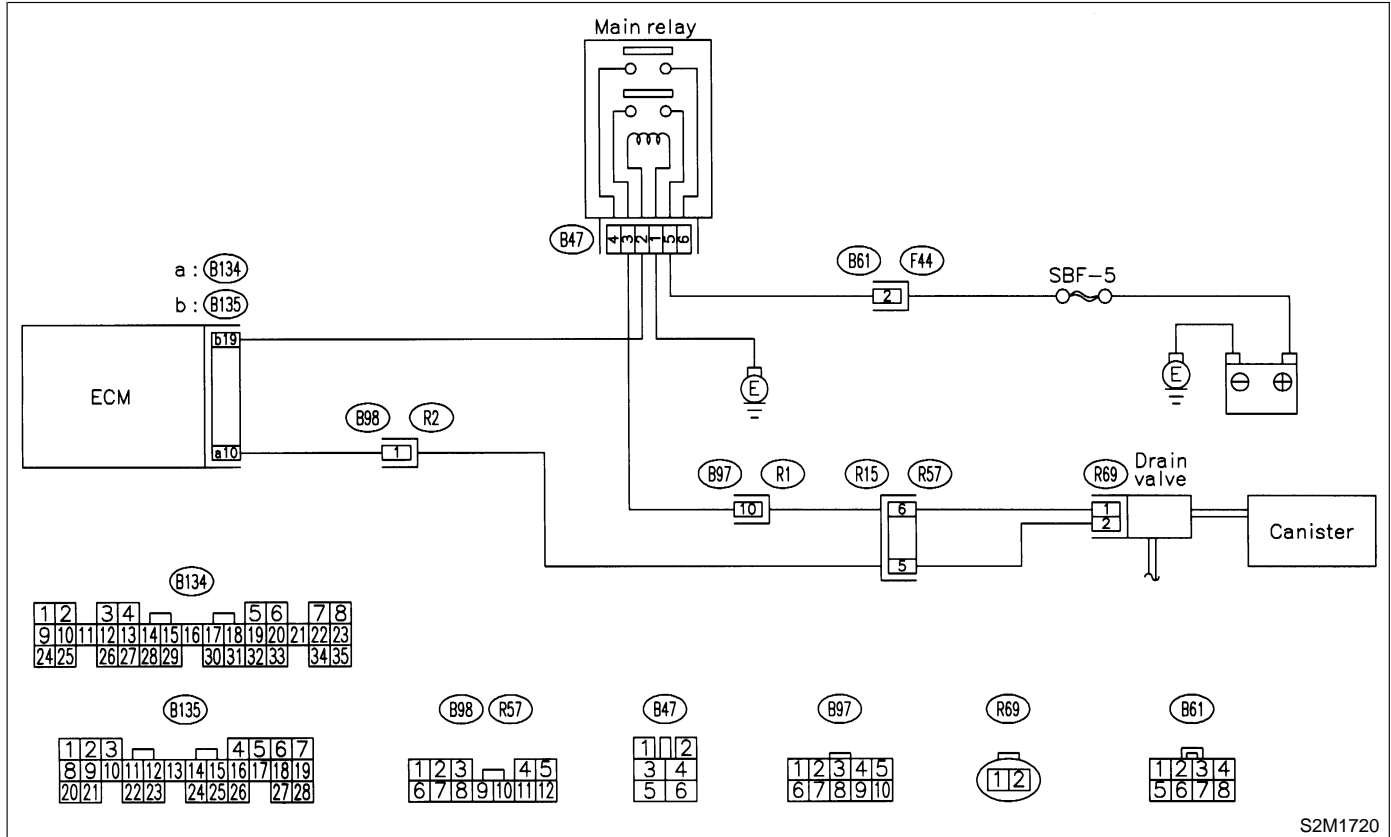 Main relay
B47
4 3 2 1 5 6
a : B134
b : B135
B61 F44
2
SBF-5
b19
ECM
a10
E
E
⊖ ⊕
B98 R2
1
B97 R1
10
R15 R57
6
5
R69
1
2
Drain
valve
Canister
B134
1 2 3 4 5 6 7 8
9 10 11 12 13 14 15 16 17 18 19 20 21 22 23
24 25 26 27 28 29 30 31 32 33 34 35
B135
1 2 3 4 5 6 7
8 9 10 11 12 13 14 15 16 17 18 19
20 21 22 23 24 25 26 27 28
B98 R57
1 2 3 4 5
6 7 8 9 10 11 12
B47
1 2
3 4
5 6
B97
1 2 3 4 5
6 7 8 9 10
R69
1 2
B61
1 2 3 4
5 6 7 8
S2M1720